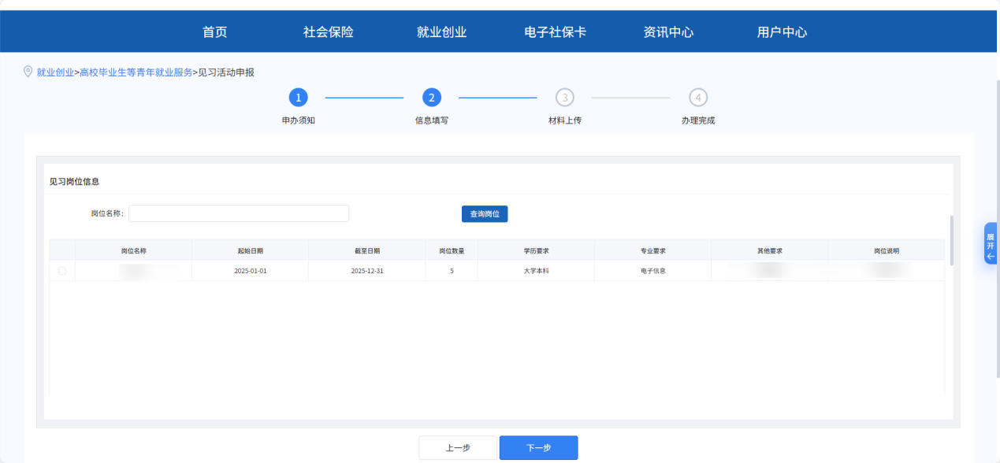 首页 社会保险 就业创业 电子社保卡 资讯中心 用户中心
就业创业>高校毕业生等青年就业服务>见习活动申报
1 2 3 4
申办须知 信息填写 材料上传 办理完成
见习岗位信息
岗位名称: 查询岗位
展开
岗位名称 起始日期 截至日期 岗位数量 学历要求 专业要求 其他要求 岗位说明
2025-01-01 2025-12-31 5 大学本科 电子信息
上一步 下一步